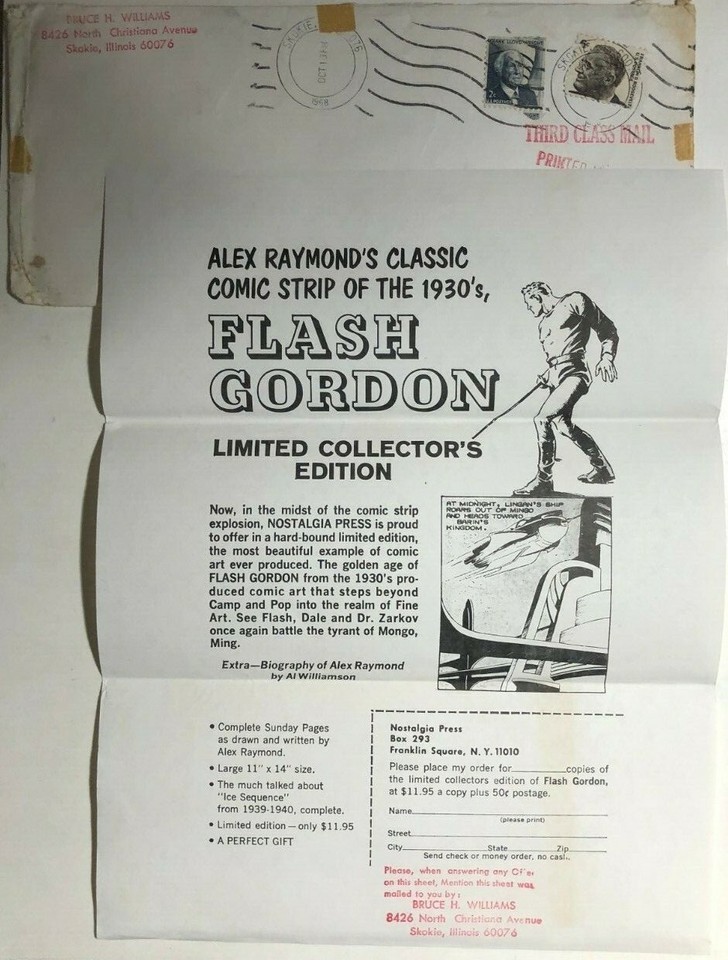 BRUCE H. WILLIAMS
8426 North Christiana Avenue
Skokie, Illinois 60076
SKOKIE,
1968
2c
THIRD CLASS MAIL
PRINTED
ALEX RAYMOND'S CLASSIC
COMIC STRIP OF THE 1930's,
FLASH
GORDON
LIMITED COLLECTOR'S
EDITION
Now, in the midst of the comic strip
explosion, NOSTALGIA PRESS is proud
to offer in a hard-bound limited edition,
the most beautiful example of comic
art ever produced. The golden age of
FLASH GORDON from the 1930's pro-
duced comic art that steps beyond
Camp and Pop into the realm of Fine
Art. See Flash, Dale and Dr. Zarkov
once again battle the tyrant of Mongo,
Ming.
Extra—Biography of Alex Raymond
by Al Williamson
AT MIDNIGHT, LINGAN'S SHIP
ROARS OUT OF MINGO
AND HEADS TOWARD
BARIN'S
KINGDOM.
• Complete Sunday Pages
as drawn and written by
Alex Raymond.
• Large 11" x 14" size.
• The much talked about
"Ice Sequence"
from 1939-1940, complete.
• Limited edition—only $11.95
• A PERFECT GIFT
Nostalgia Press
Box 293
Franklin Square, N. Y. 11010
Please place my order for_______copies of
the limited collectors edition of Flash Gordon,
at $11.95 a copy plus 50¢ postage.
Name
(please print)
Street
City State Zip
Send check or money order, no cash.
Please, when answering any Offer
on this sheet, Mention this sheet was
mailed to you by:
BRUCE H. WILLIAMS
8426 North Christiana Avenue
Skokie, Illinois 60076